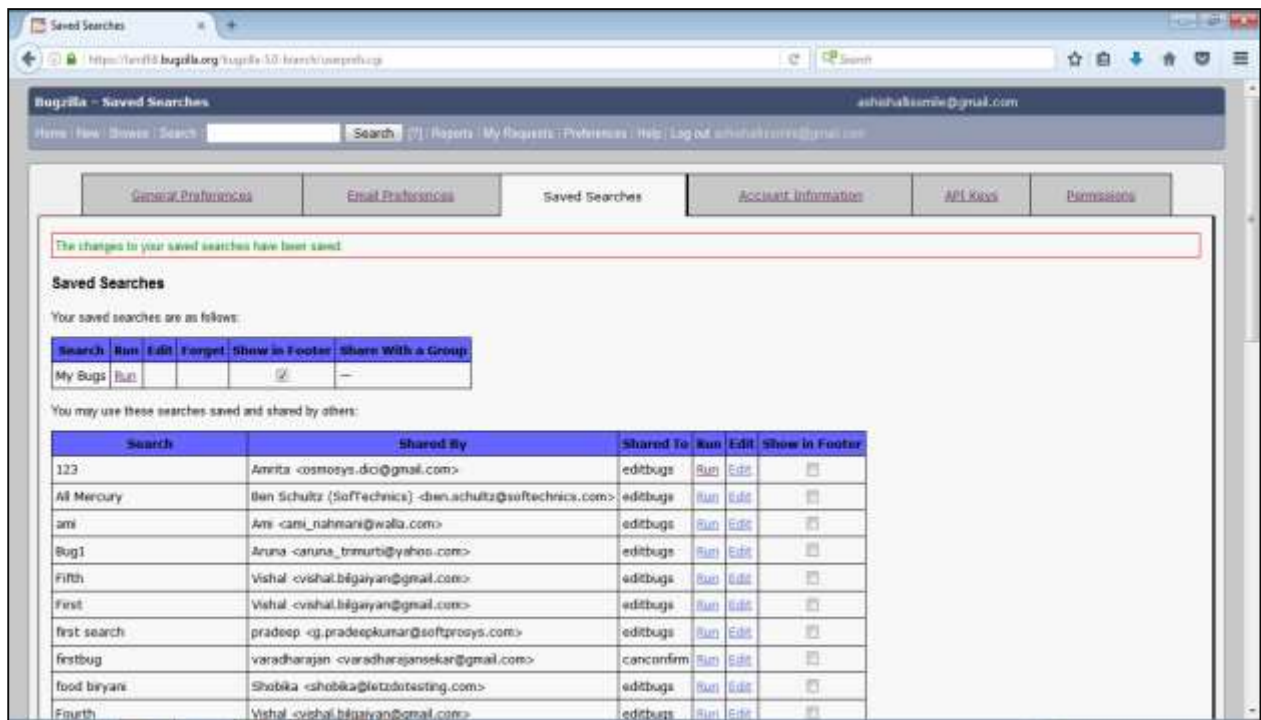 Saved Searches
https://landfill.bugzilla.org/bugzilla-5.0-branch/userprefs.cgi
Search
Bugzilla – Saved Searches
Home | New | Browse | Search | Search [?] | Reports | My Requests | Preferences | Help | Log out
General Preferences Email Preferences Saved Searches Account Information API Keys Permissions
The changes to your saved searches have been saved.
Saved Searches
Your saved searches are as follows:
Search Run Edit Forget Show in Footer Share With a Group
My Bugs Run —
You may use these searches saved and shared by others:
Search Shared By Shared To Run Edit Show in Footer
123 Amrita <osmosys.dici@gmail.com> editbugs Run Edit
All Mercury Ben Schultz (SofTechnics) <ben.schultz@softechnics.com> editbugs Run Edit
ami Ami <ami_nahmani@walla.com> editbugs Run Edit
Bug1 Aruna <aruna_trimurti@yahoo.com> editbugs Run Edit
Fifth Vishal <vishal.bilgaiyan@gmail.com> editbugs Run Edit
First Vishal <vishal.bilgaiyan@gmail.com> editbugs Run Edit
first search pradeep <g.pradeepkumar@softprosys.com> editbugs Run Edit
firstbug varadharajan <varadharajansekar@gmail.com> canconfirm Run Edit
food biryani Shobika <shobika@letzdotesting.com> editbugs Run Edit
Fourth Vishal <vishal.bilgaiyan@gmail.com> editbugs Run Edit